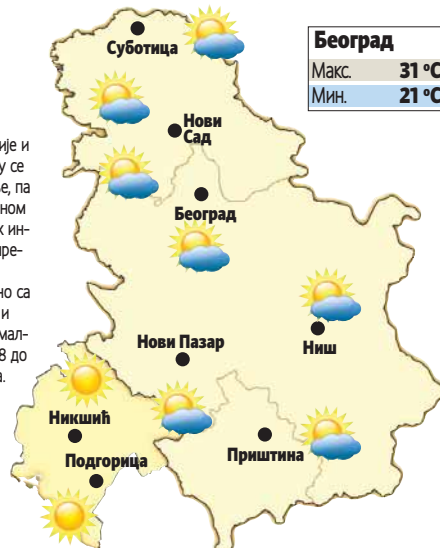 Суботица
Нови
Сад
Београд
Нови Пазар
Ниш
Никшић
Подгорица
Приштина
Београд
Макс. 31 °C
Мин. 21 °C
ије и
у се
е, па
ном
к ин-
пре-
но са
и
мал-
8 до
а.